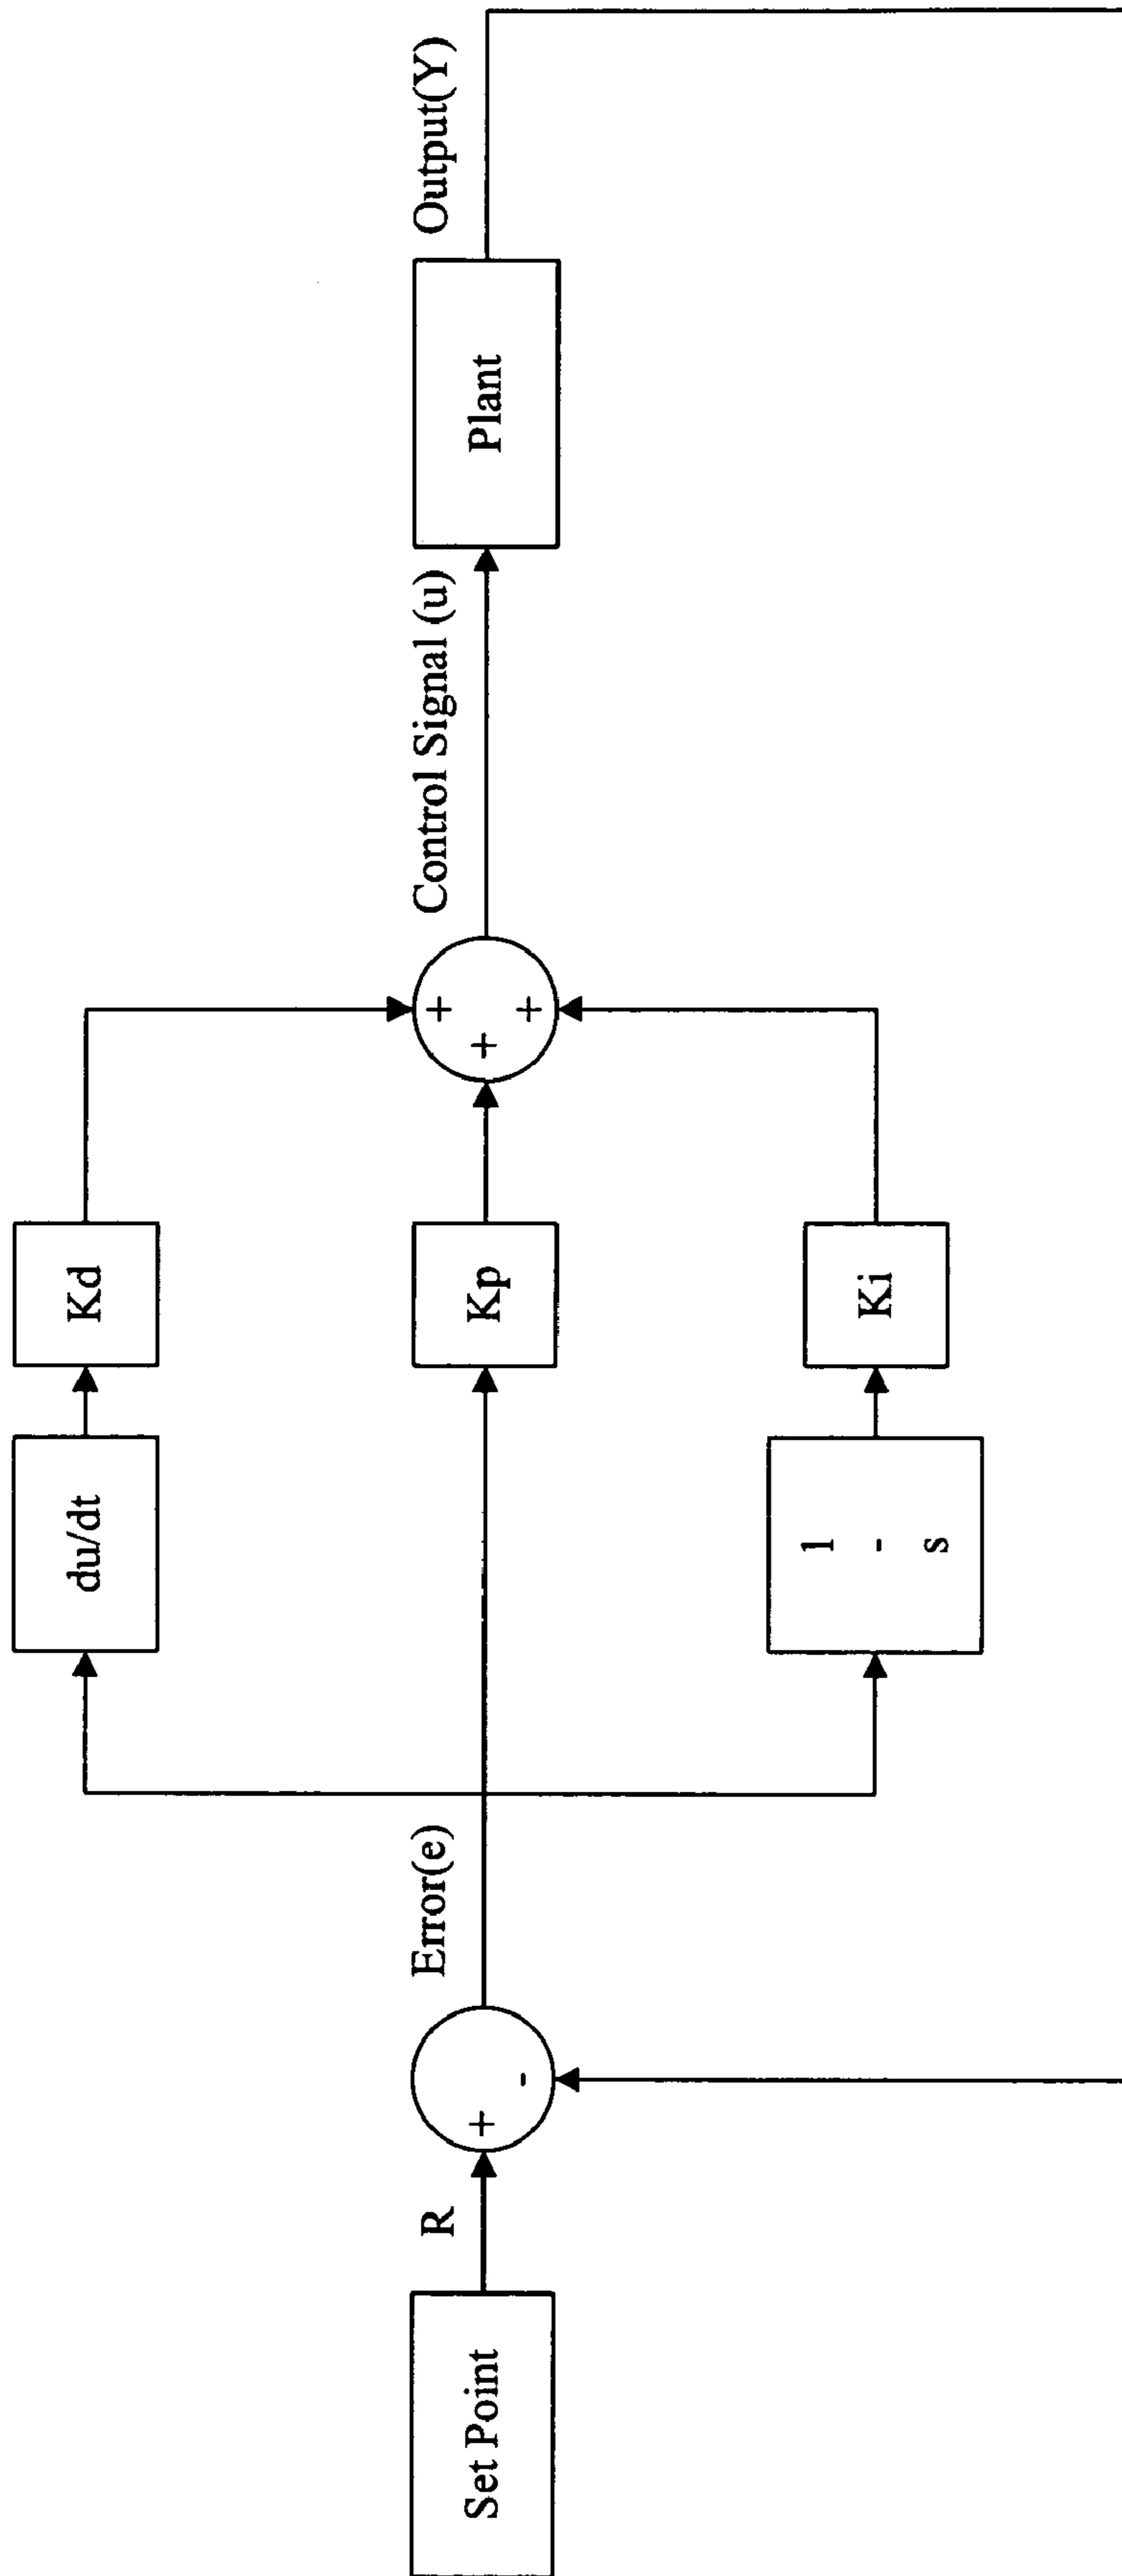 Set Point
R
+
-
Error(e)
du/dt
Kd
Kp
1
-
s
Ki
+
+
+
Control Signal (u)
Plant
Output(Y)